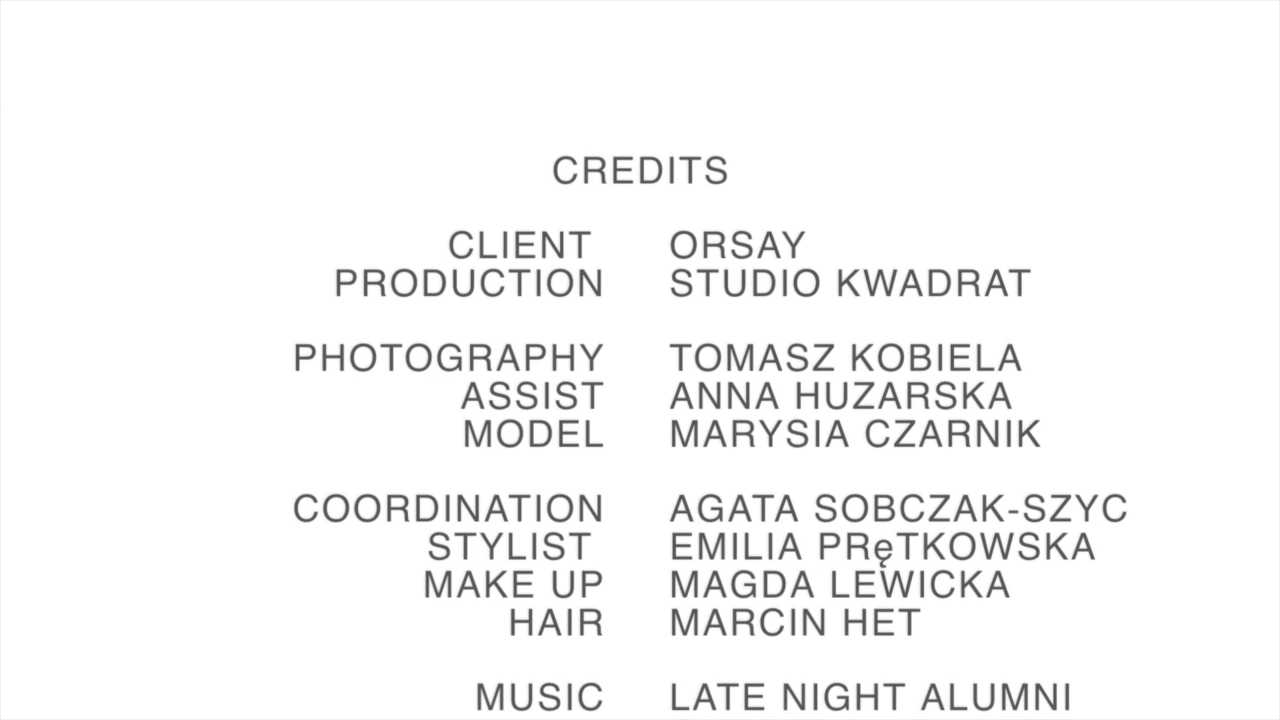 CREDITS
CLIENT ORSAY
PRODUCTION STUDIO KWADRAT
PHOTOGRAPHY TOMASZ KOBIELA
ASSIST ANNA HUZARSKA
MODEL MARYSIA CZARNIK
COORDINATION AGATA SOBCZAK-SZYC
STYLIST EMILIA PRęTKOWSKA
MAKE UP MAGDA LEWICKA
HAIR MARCIN HET
MUSIC LATE NIGHT ALUMNI